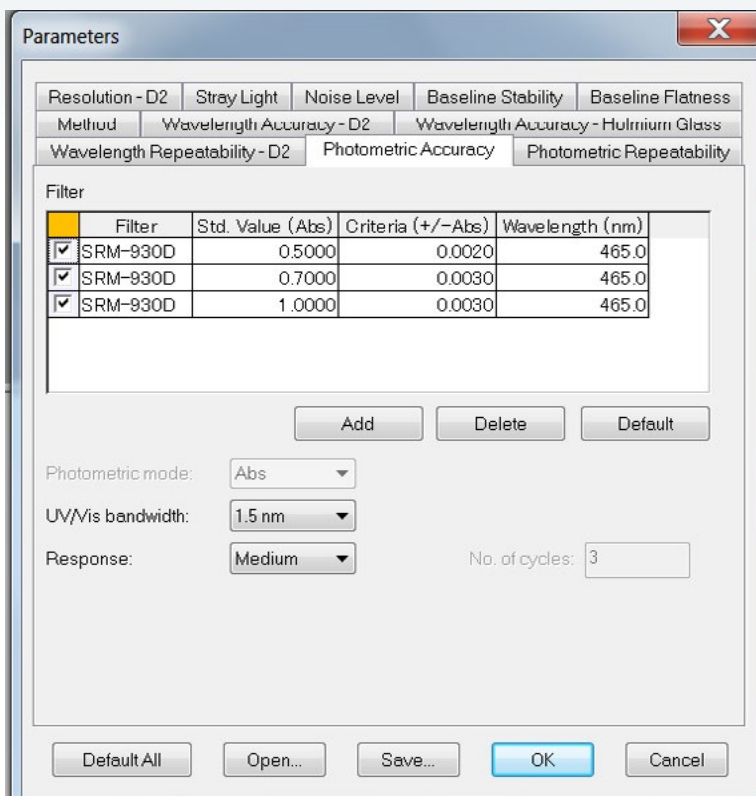 Parameters
Resolution - D2 Stray Light Noise Level Baseline Stability Baseline Flatness
Method Wavelength Accuracy - D2 Wavelength Accuracy - Holmium Glass
Wavelength Repeatability - D2 Photometric Accuracy Photometric Repeatability
Filter
Filter Std. Value (Abs) Criteria (+/-Abs) Wavelength (nm)
SRM-930D 0.5000 0.0020 465.0
SRM-930D 0.7000 0.0030 465.0
SRM-930D 1.0000 0.0030 465.0
Add Delete Default
Photometric mode: Abs
UV/Vis bandwidth: 1.5 nm
Response: Medium No. of cycles: 3
Default All Open... Save... OK Cancel